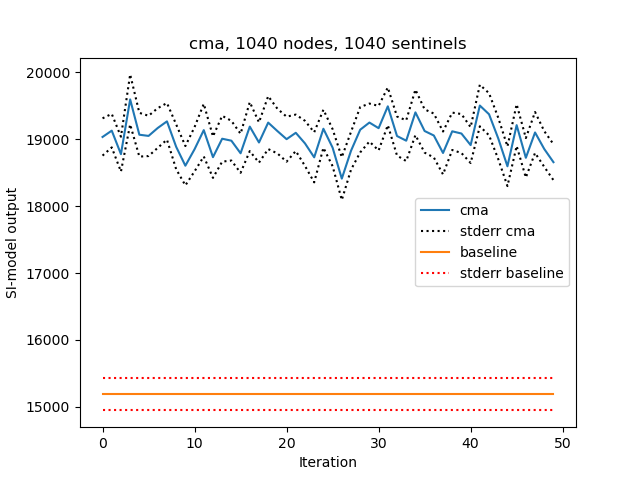 cma, 1040 nodes, 1040 sentinels
20000
19000
18000
17000
16000
15000
SI-model output
cma
stderr cma
baseline
stderr baseline
0 10 20 30 40 50
Iteration